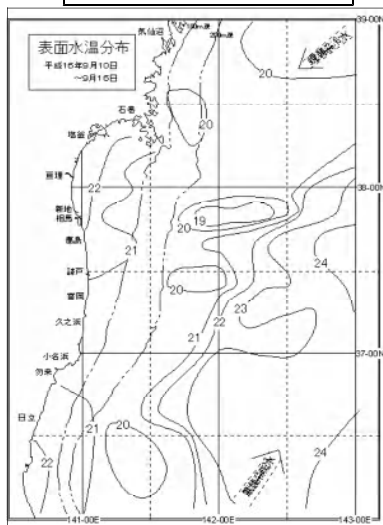 表面水温分布
平成16年9月10日
～9月16日
気仙沼
石巻
塩釜
亘理
新地
相馬
鹿島
請戸
富岡
久之浜
小名浜
勿来
日立
39-00N
38-00N
37-00N
141-00E
142-00E
143-00E
20
20
22
19
20
21
24
20
23
22
21
20
21
22
24